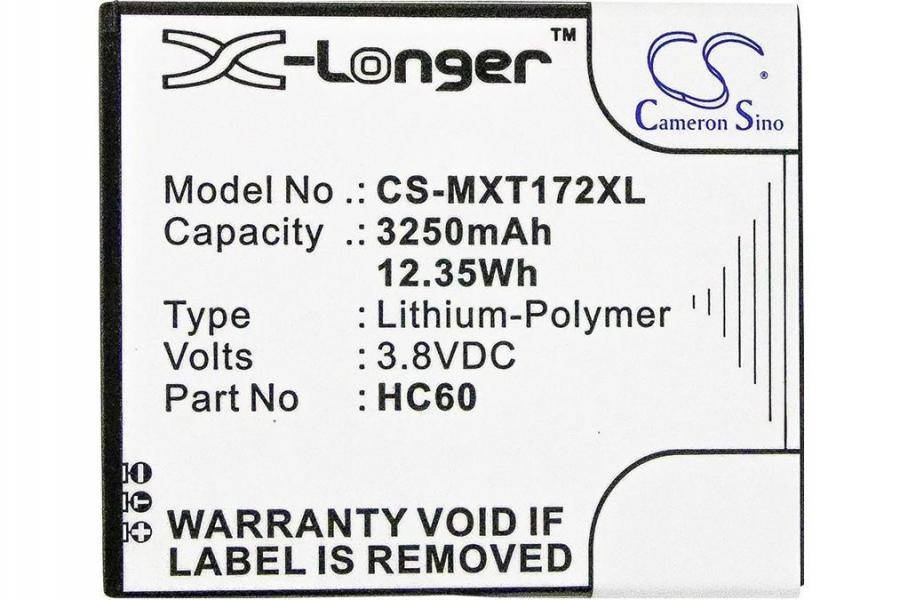 X-Longer™
CS®
Cameron Sino
Model No .: CS-MXT172XL
Capacity .: 3250mAh
12.35Wh
Type : Lithium-Polymer
Volts : 3.8VDC
Part No : HC60
WARRANTY VOID IF
LABEL IS REMOVED